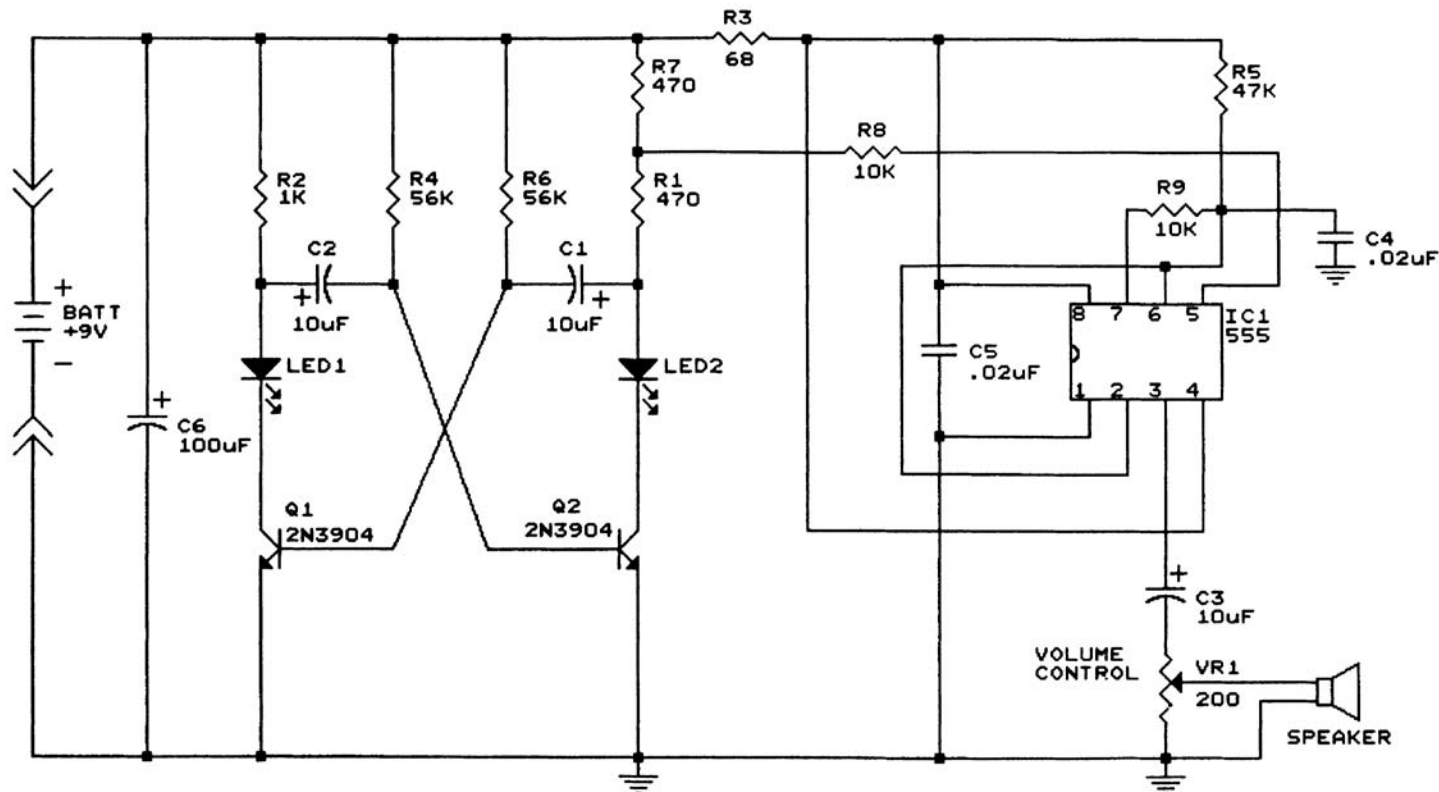 R3
68
R7
470
R5
47K
R8
10K
R2
1K
R4
56K
R6
56K
R1
470
R9
10K
C2
+
10uF
C1
+
10uF
C4
.02uF
+
BATT
+9V
-
LED1
LED2
8 7 6 5
IC1
555
1 2 3 4
C5
.02uF
+
C6
100uF
Q1
2N3904
Q2
2N3904
+
C3
10uF
VOLUME
CONTROL
VR1
200
SPEAKER